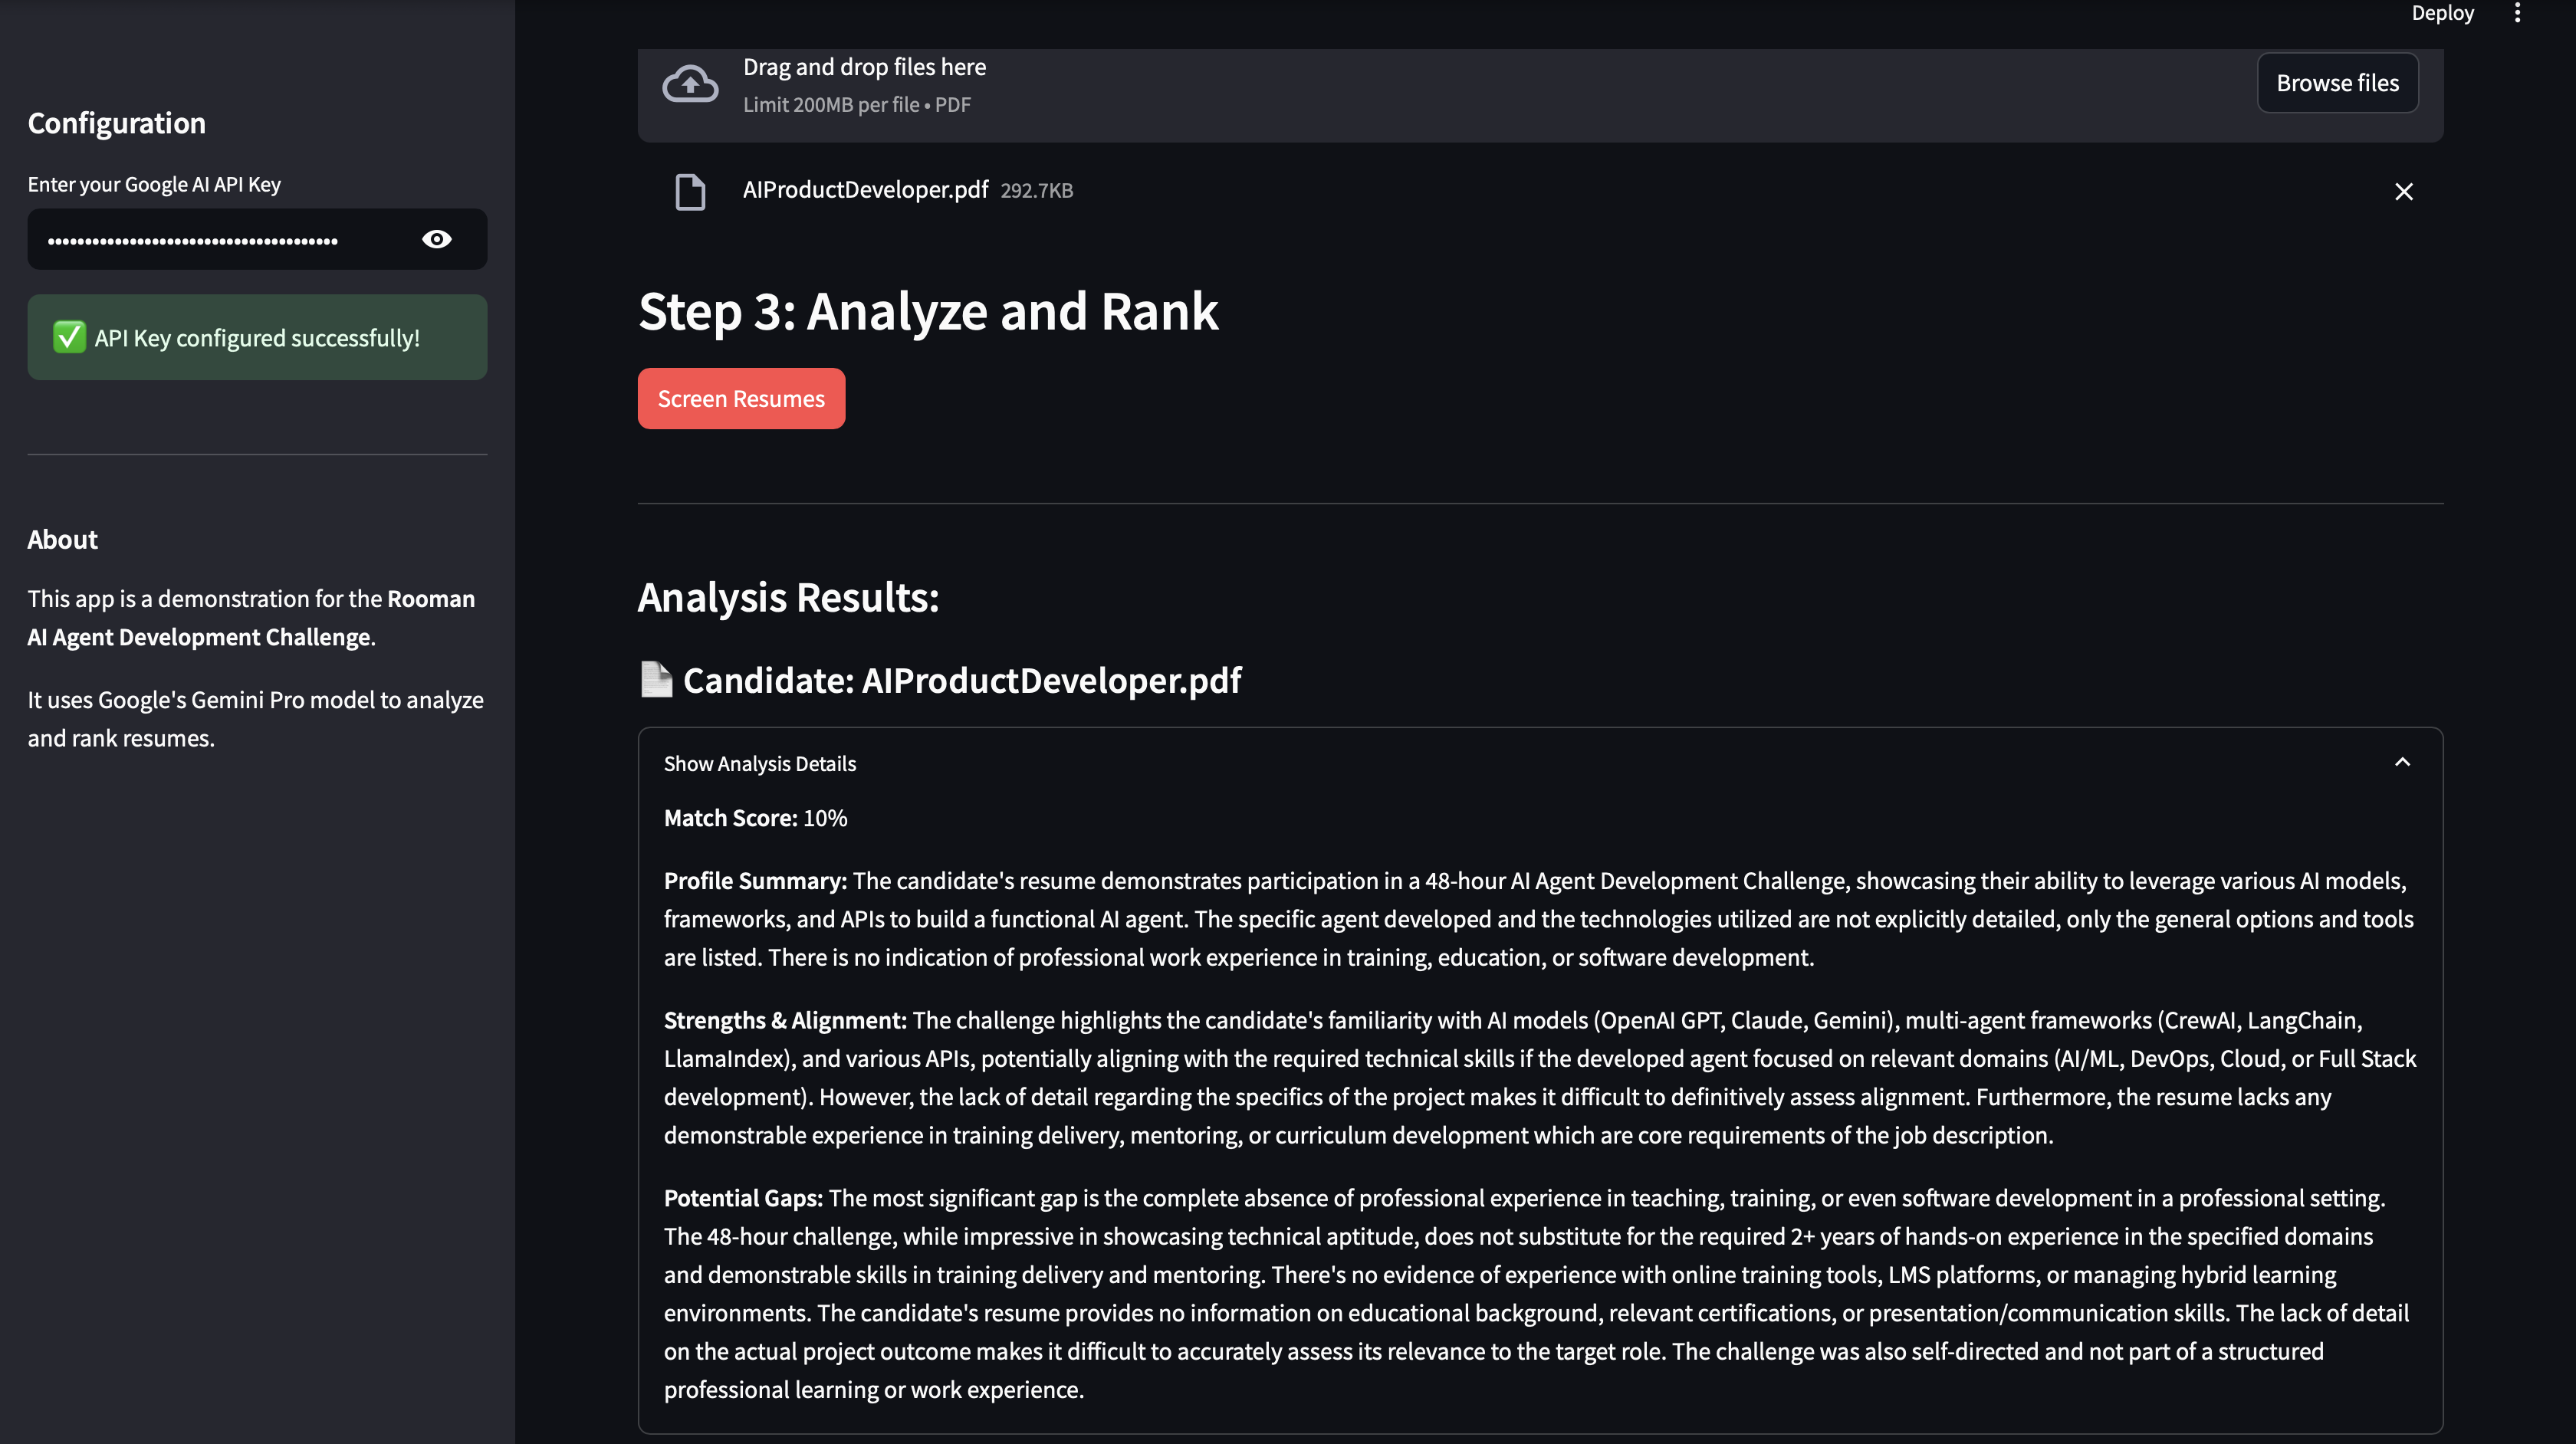 Deploy
Configuration
Enter your Google AI API Key
✅ API Key configured successfully!
About
This app is a demonstration for the Rooman
AI Agent Development Challenge.
It uses Google's Gemini Pro model to analyze
and rank resumes.
Drag and drop files here
Limit 200MB per file • PDF
Browse files
AIProductDeveloper.pdf 292.7KB
Step 3: Analyze and Rank
Screen Resumes
Analysis Results:
📄 Candidate: AIProductDeveloper.pdf
Show Analysis Details
Match Score: 10%
Profile Summary: The candidate's resume demonstrates participation in a 48-hour AI Agent Development Challenge, showcasing their ability to leverage various AI models,
frameworks, and APIs to build a functional AI agent. The specific agent developed and the technologies utilized are not explicitly detailed, only the general options and tools
are listed. There is no indication of professional work experience in training, education, or software development.
Strengths & Alignment: The challenge highlights the candidate's familiarity with AI models (OpenAI GPT, Claude, Gemini), multi-agent frameworks (CrewAI, LangChain,
LlamaIndex), and various APIs, potentially aligning with the required technical skills if the developed agent focused on relevant domains (AI/ML, DevOps, Cloud, or Full Stack
development). However, the lack of detail regarding the specifics of the project makes it difficult to definitively assess alignment. Furthermore, the resume lacks any
demonstrable experience in training delivery, mentoring, or curriculum development which are core requirements of the job description.
Potential Gaps: The most significant gap is the complete absence of professional experience in teaching, training, or even software development in a professional setting.
The 48-hour challenge, while impressive in showcasing technical aptitude, does not substitute for the required 2+ years of hands-on experience in the specified domains
and demonstrable skills in training delivery and mentoring. There's no evidence of experience with online training tools, LMS platforms, or managing hybrid learning
environments. The candidate's resume provides no information on educational background, relevant certifications, or presentation/communication skills. The lack of detail
on the actual project outcome makes it difficult to accurately assess its relevance to the target role. The challenge was also self-directed and not part of a structured
professional learning or work experience.